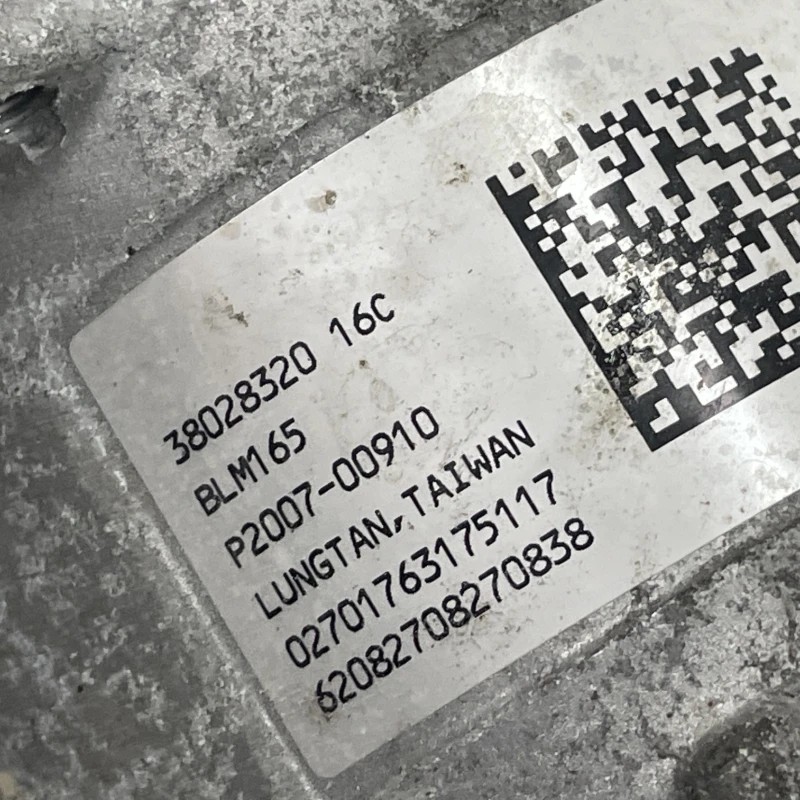 38028320 16C
BLM165
P2007-00910
LUNGTAN,TAIWAN
02701763175117
62082708270838